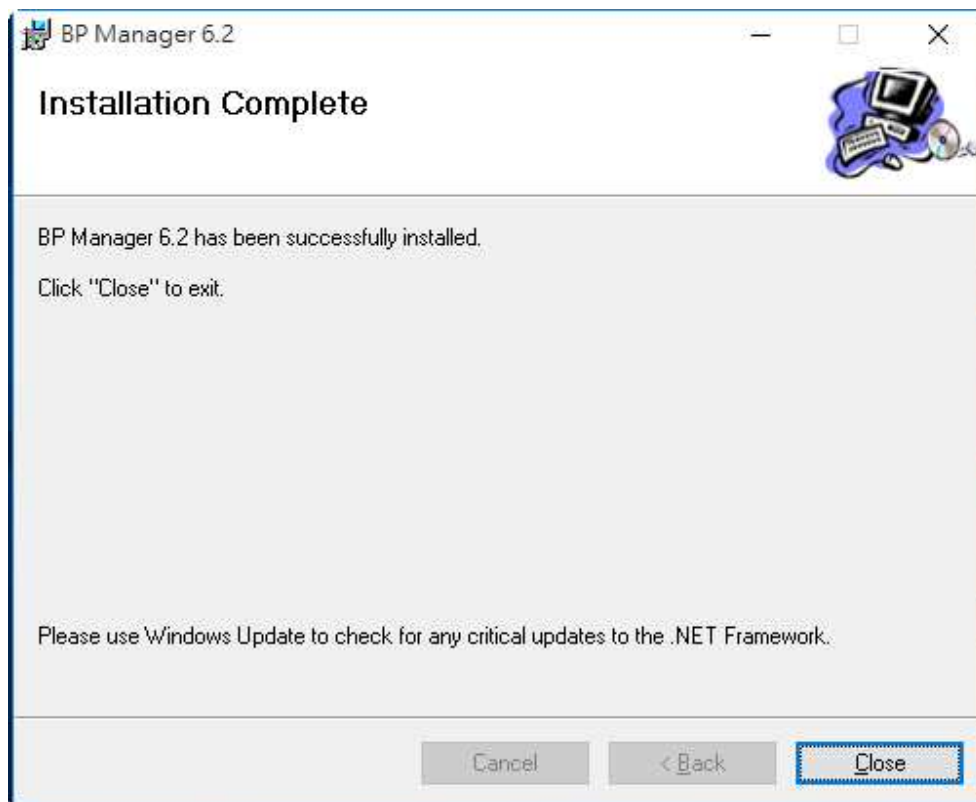 BP Manager 6.2
Installation Complete
BP Manager 6.2 has been successfully installed.
Click "Close" to exit.
Please use Windows Update to check for any critical updates to the .NET Framework.
Cancel
< Back
Close